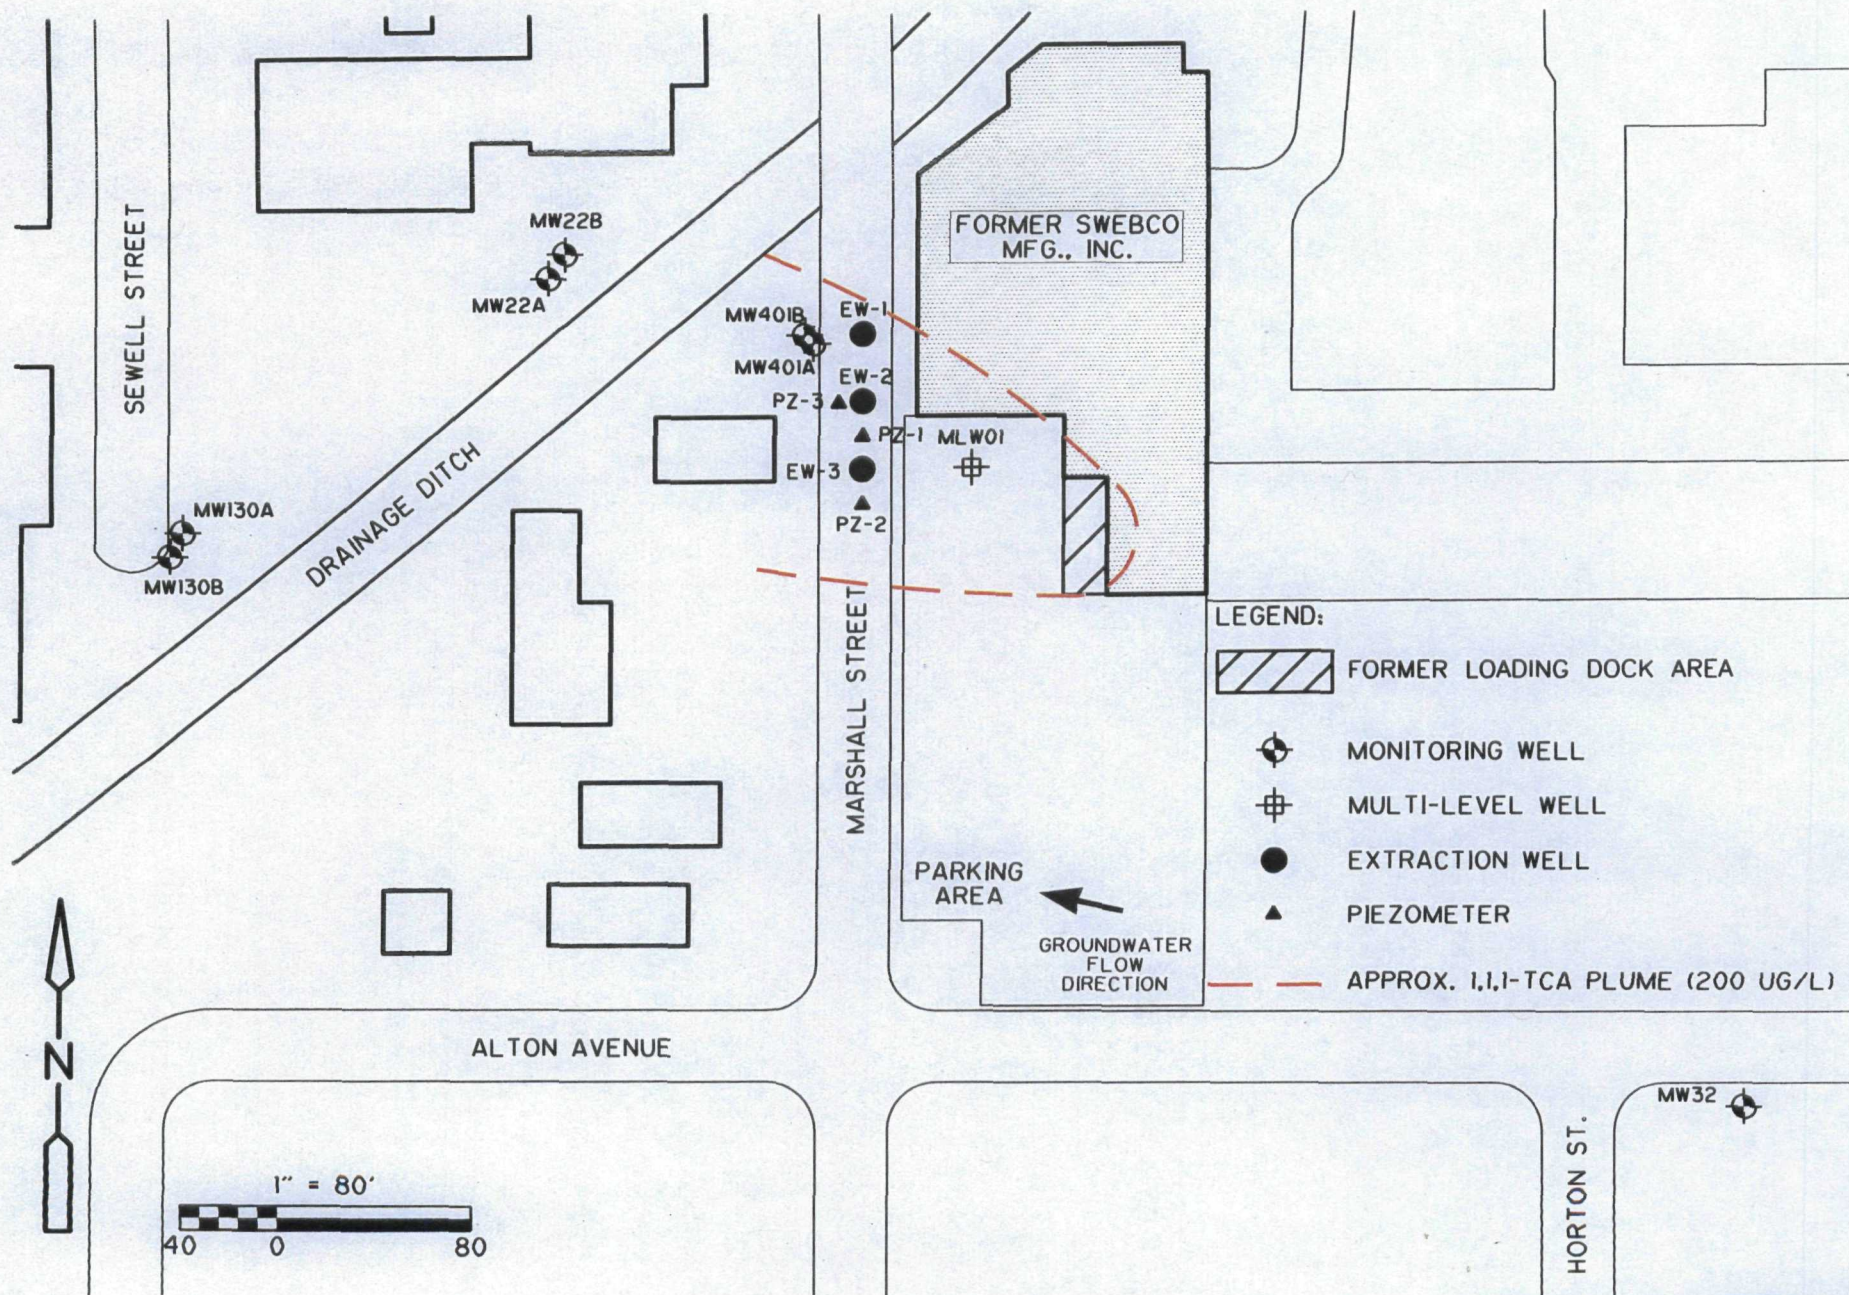 SEWELL STREET
MW22B
MW22A
FORMER SWEBCO
MFG., INC.
MW401B
EW-1
MW401A
EW-2
PZ-3
PZ-1
MLW01
EW-3
PZ-2
DRAINAGE DITCH
MW130A
MW130B
MARSHALL STREET
LEGEND:
FORMER LOADING DOCK AREA
MONITORING WELL
MULTI-LEVEL WELL
EXTRACTION WELL
PIEZOMETER
APPROX. 1,1,1-TCA PLUME (200 UG/L)
PARKING
AREA
GROUNDWATER
FLOW
DIRECTION
N
ALTON AVENUE
MW32
HORTON ST.
1" = 80'
40 0 80